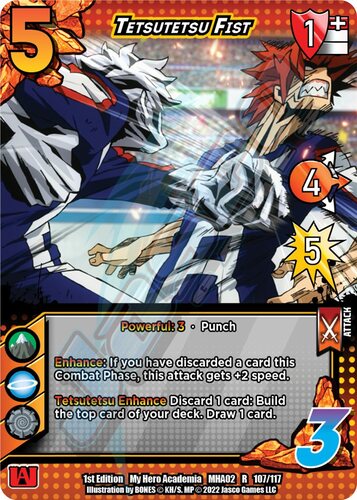 5
TETSUTETSU FIST
1 +
4
5
ATTACK
Powerful: 3 · Punch
Enhance: If you have discarded a card this
Combat Phase, this attack gets +2 speed.
Tetsutetsu Enhance Discard 1 card: Build
the top card of your deck. Draw 1 card.
3
1st Edition My Hero Academia MHA02 R 107/117
Illustration by BONES © KH/S, MP © 2022 Jasco Games LLC